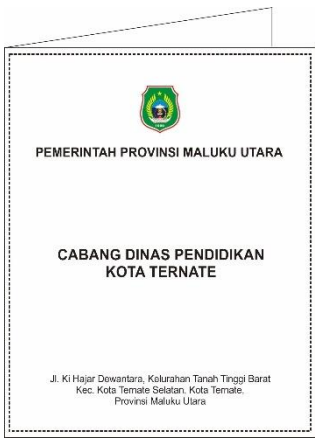 PEMERINTAH PROVINSI MALUKU UTARA
CABANG DINAS PENDIDIKAN
KOTA TERNATE
Jl. Ki Hajar Dewantara, Kelurahan Tanah Tinggi Barat
Kec. Kota Ternate Selatan. Kota Ternate.
Provinsi Maluku Utara